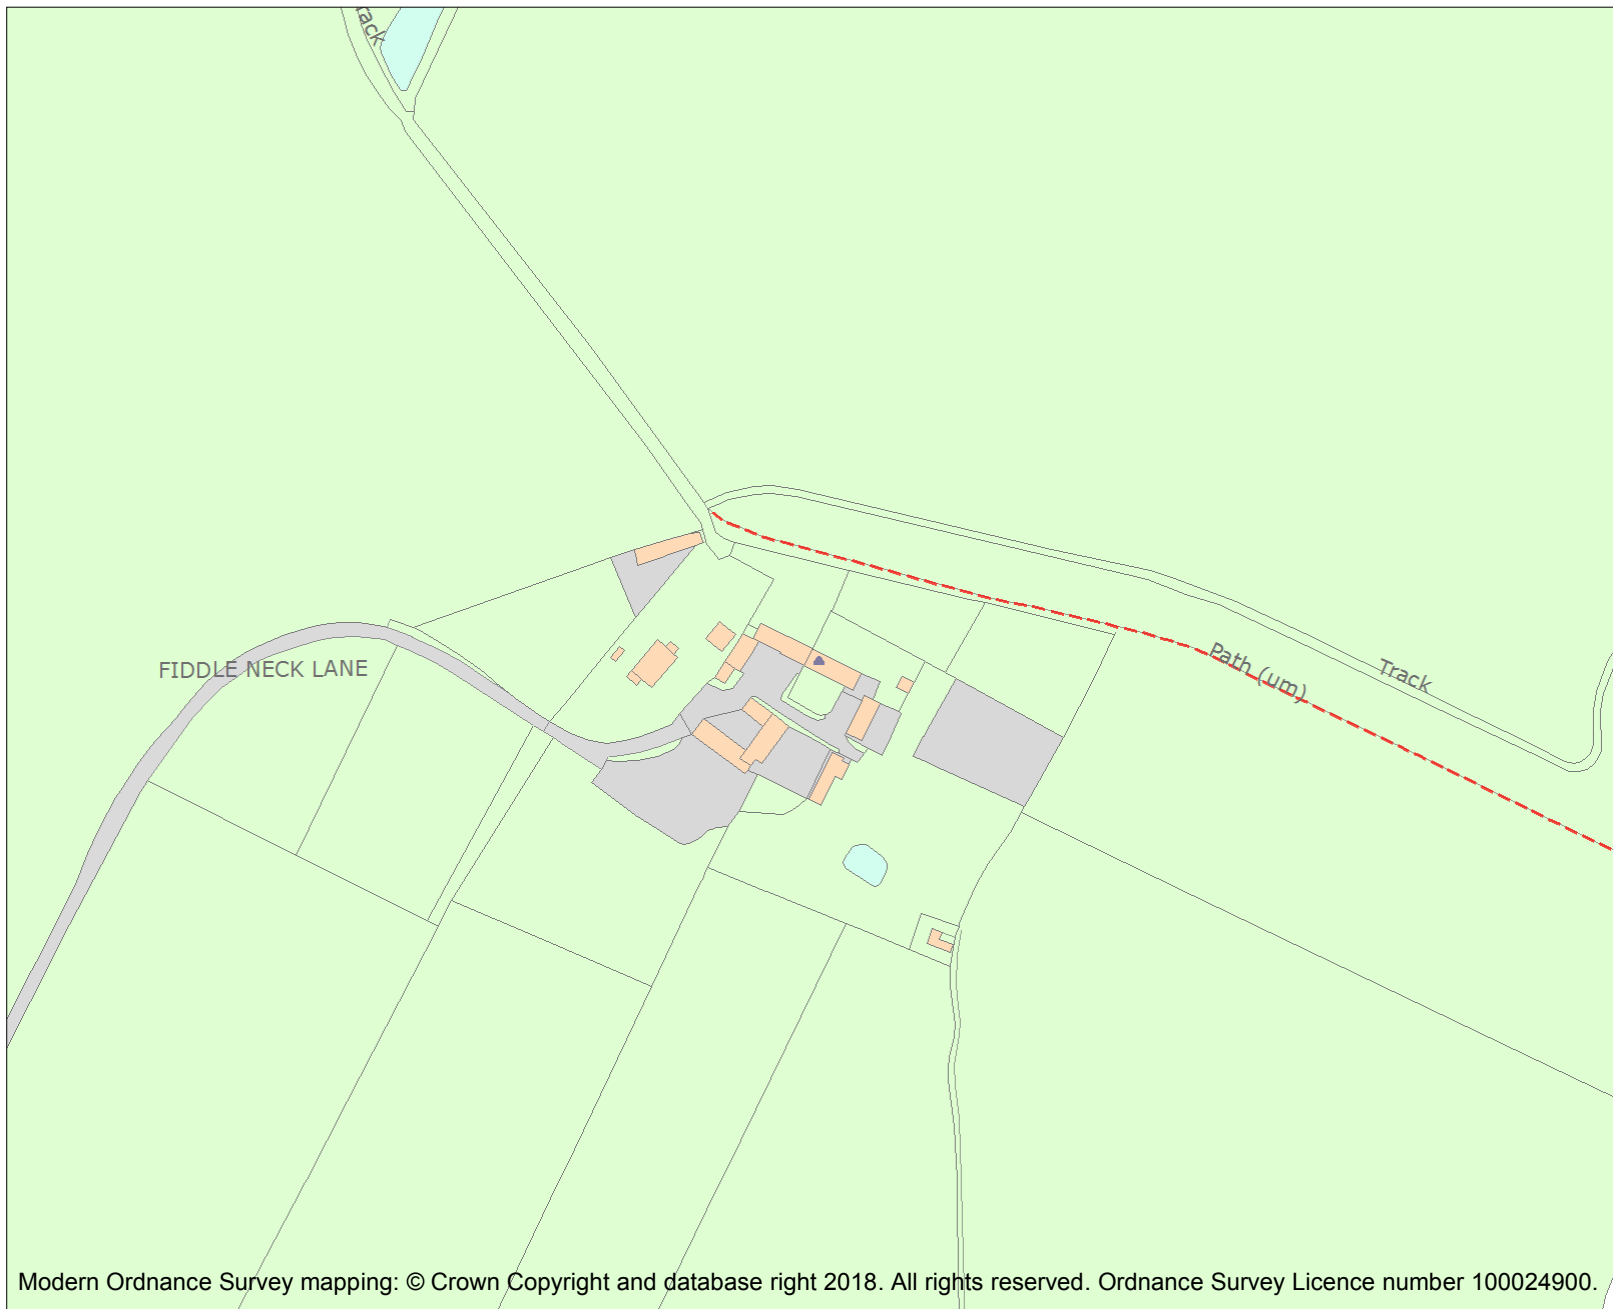 rack
FIDDLE NECK LANE
Path (um)
Track
Modern Ordnance Survey mapping: © Crown Copyright and database right 2018. All rights reserved. Ordnance Survey Licence number 100024900.